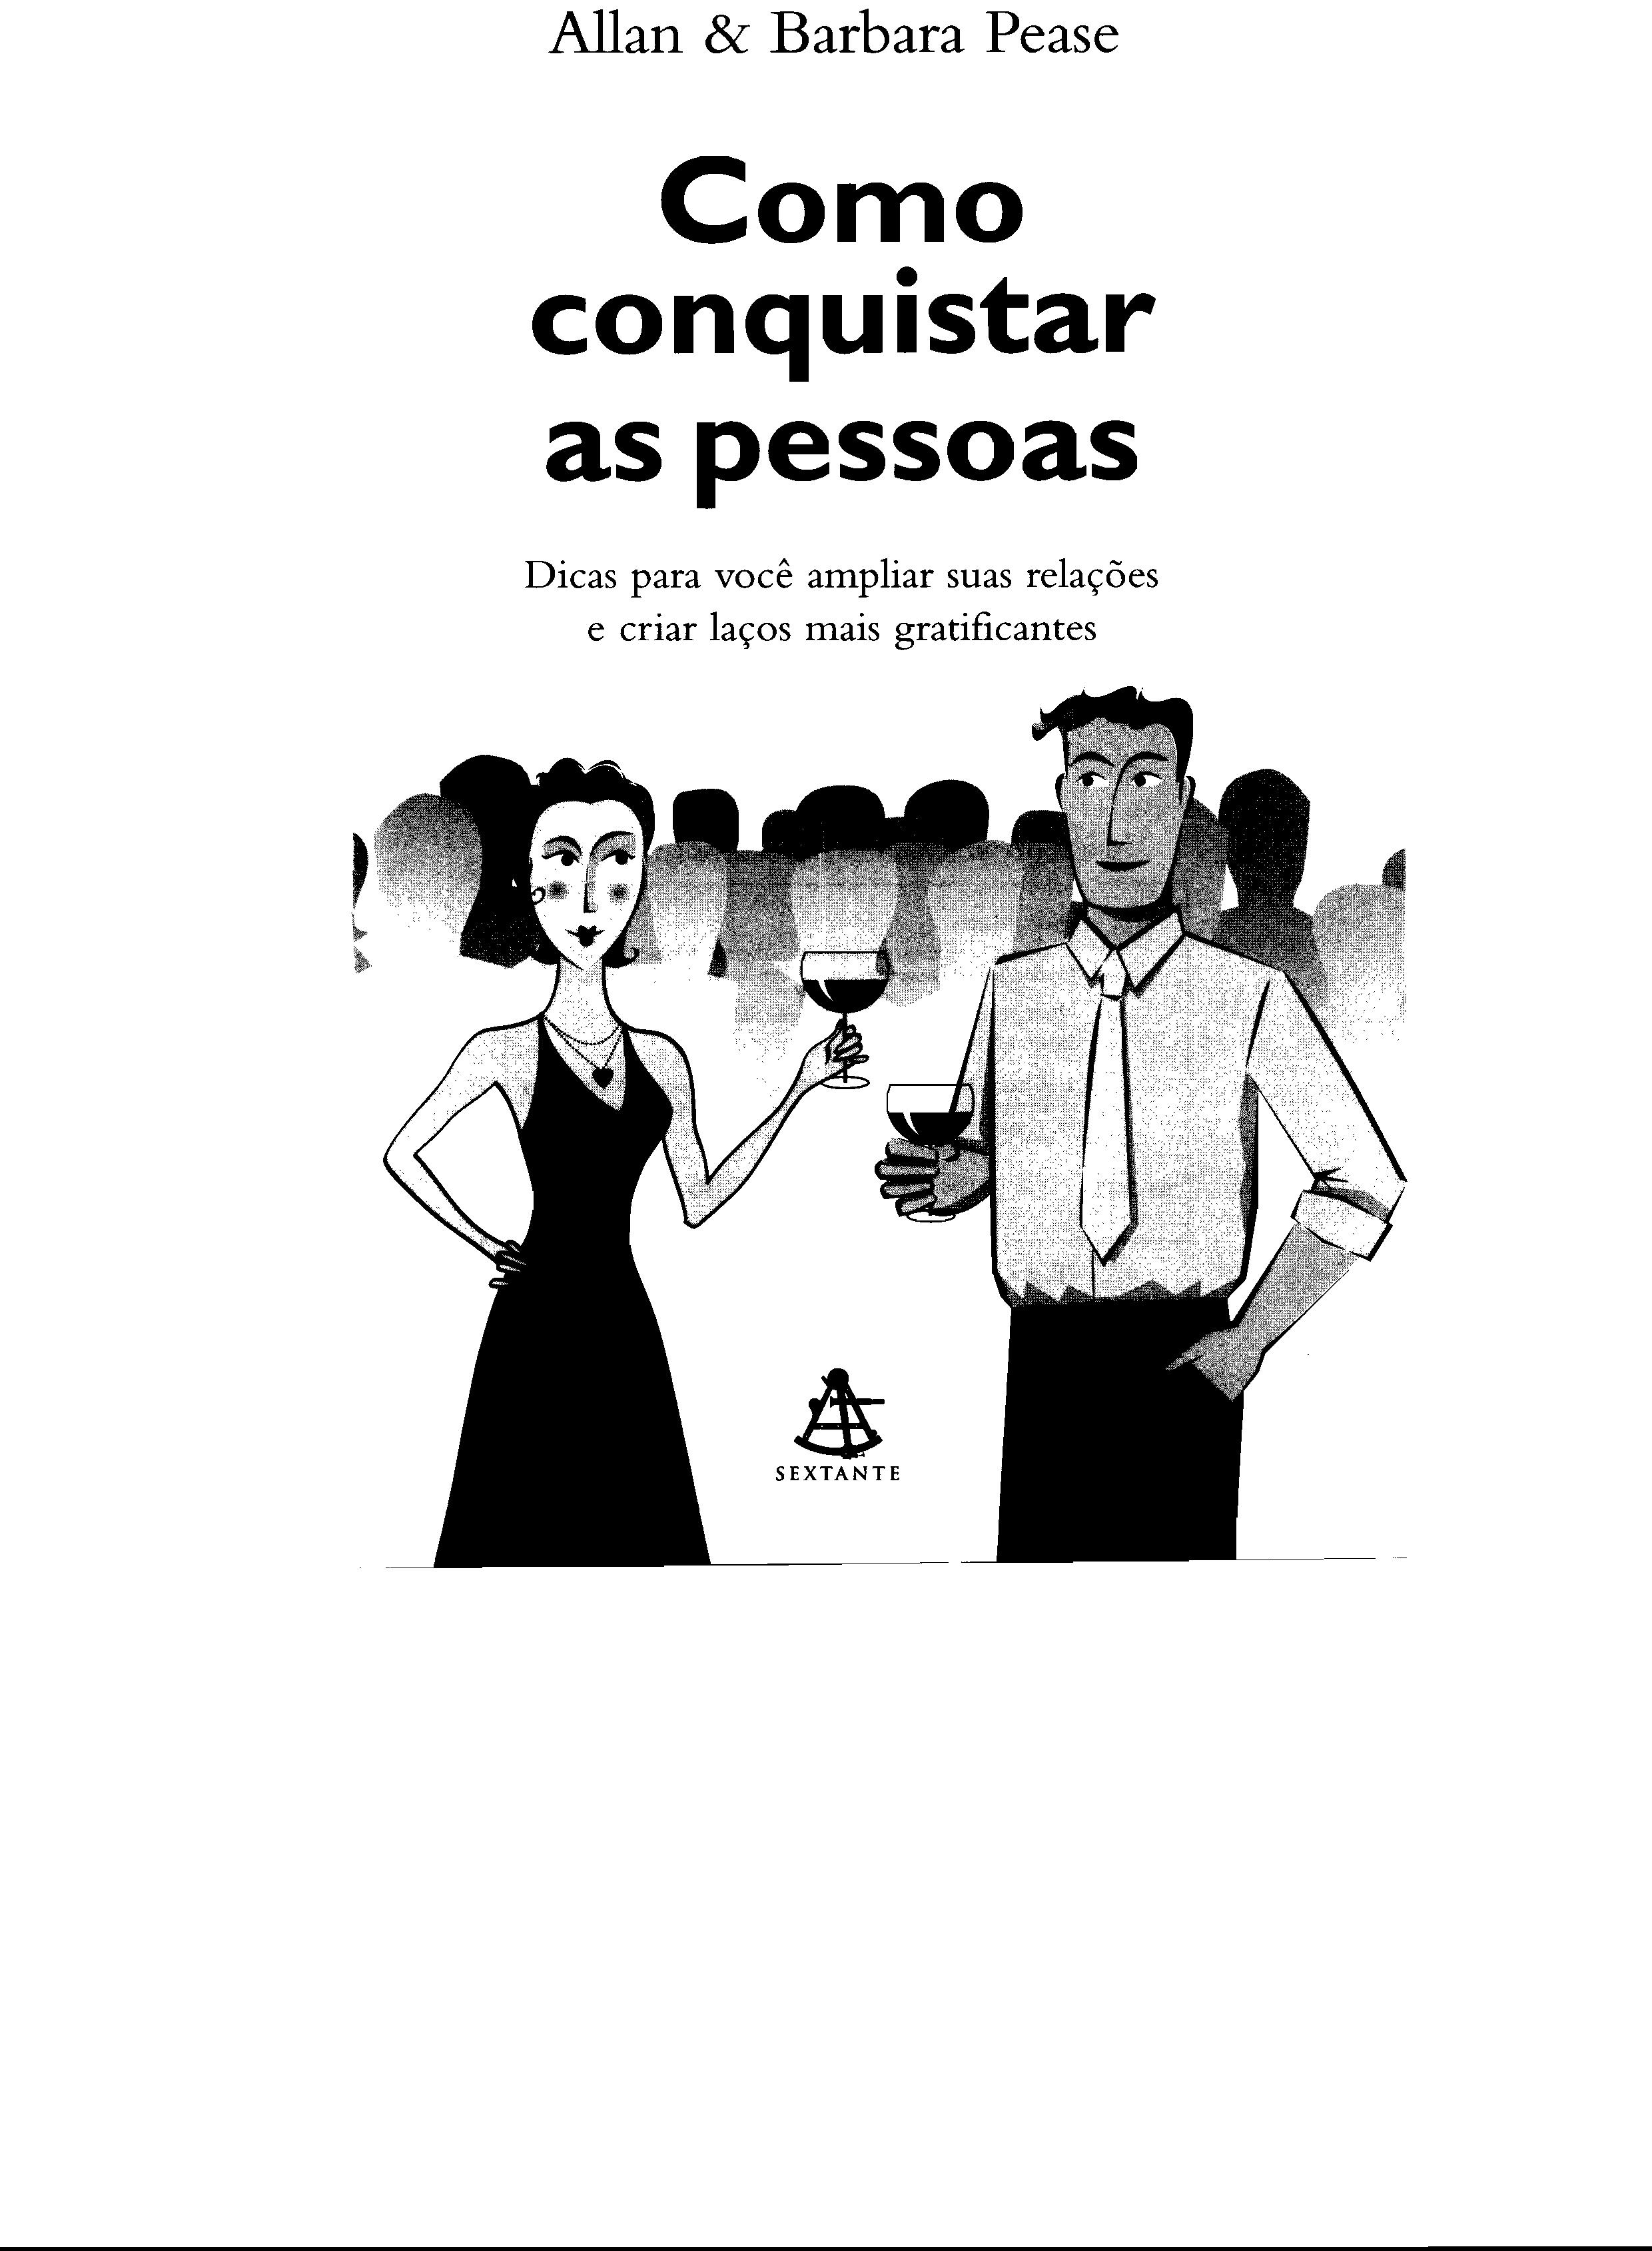 Allan & Barbara Pease
Como
conquistar
as pessoas
Dicas para você ampliar suas relações
e criar laços mais gratificantes
SEXTANTE